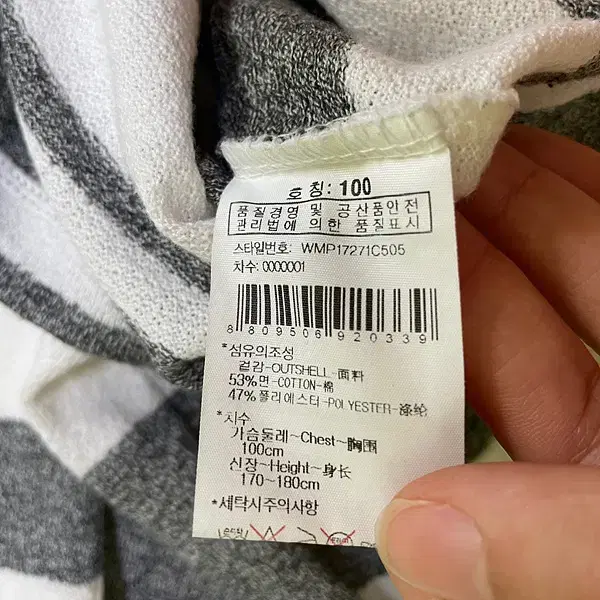 호 칭: 100
품질경영 및 공산품안전
관리법에 의한 품질표시
스타일번호: WMP17271C505
차수: 0000001
8 809506 920339
*섬유의조성
겉감-OUTSHELL-面料
53%면-COTTON-棉
47%폴리에스터-POLYESTER-涤纶
*치수
가슴둘레~Chest~胸围
100cm
신장~Height~身长
170~180cm
*세탁시주의사항